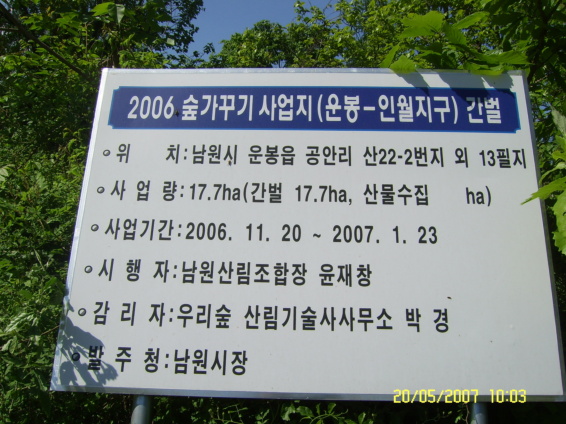 2006 숲가꾸기 사업지(운봉-인월지구) 간벌
위 치:남원시 운봉읍 공안리 산22-2번지 외 13필지
사 업 량:17.7ha(간벌 17.7ha, 산물수집 ha)
사업기간:2006. 11. 20 ~ 2007. 1. 23
시 행 자:남원산림조합장 윤재창
감 리 자:우리숲 산림기술사사무소 박 경
발 주 청:남원시장
20/05/2007 10:03